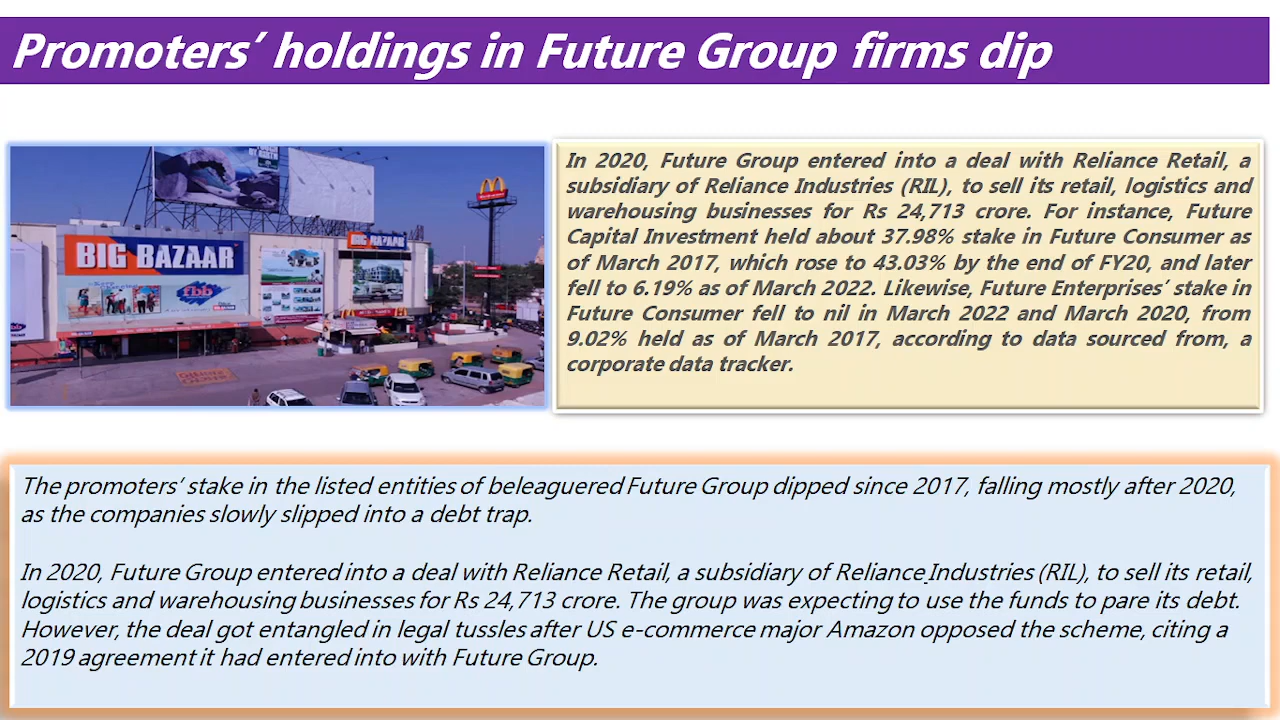 Promoters’ holdings in Future Group firms dip
BIG BAZAAR
fbb
BIG BAZAAR
In 2020, Future Group entered into a deal with Reliance Retail, a
subsidiary of Reliance Industries (RIL), to sell its retail, logistics and
warehousing businesses for Rs 24,713 crore. For instance, Future
Capital Investment held about 37.98% stake in Future Consumer as
of March 2017, which rose to 43.03% by the end of FY20, and later
fell to 6.19% as of March 2022. Likewise, Future Enterprises’ stake in
Future Consumer fell to nil in March 2022 and March 2020, from
9.02% held as of March 2017, according to data sourced from, a
corporate data tracker.
The promoters’ stake in the listed entities of beleaguered Future Group dipped since 2017, falling mostly after 2020,
as the companies slowly slipped into a debt trap.
In 2020, Future Group entered into a deal with Reliance Retail, a subsidiary of Reliance Industries (RIL), to sell its retail,
logistics and warehousing businesses for Rs 24,713 crore. The group was expecting to use the funds to pare its debt.
However, the deal got entangled in legal tussles after US e-commerce major Amazon opposed the scheme, citing a
2019 agreement it had entered into with Future Group.